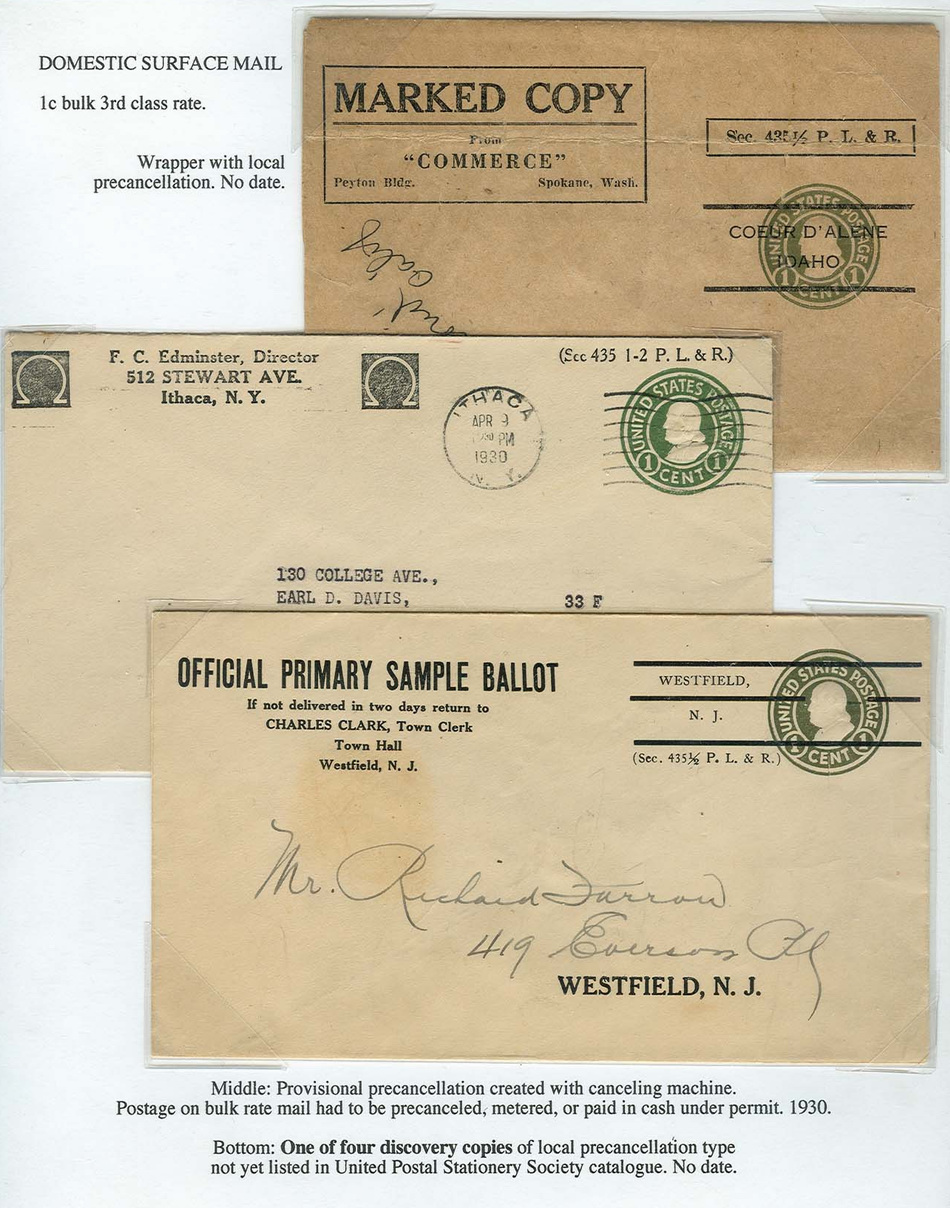 DOMESTIC SURFACE MAIL
1c bulk 3rd class rate.
Wrapper with local
precancellation. No date.
MARKED COPY
From
"COMMERCE"
Peyton Bldg. Spokane, Wash.
Sec. 435½ P. L. & R.
UNITED STATES POSTAGE
COEUR D'ALENE
IDAHO
1 CENT 1
Calif
F. C. Edminster, Director
512 STEWART AVE.
Ithaca, N. Y.
(Sec 435 1-2 P. L. & R.)
ITHACA
APR 9
PM
1930
N. Y.
UNITED STATES POSTAGE
1 CENT 1
130 COLLEGE AVE.,
EARL D. DAVIS, 33 F
OFFICIAL PRIMARY SAMPLE BALLOT
If not delivered in two days return to
CHARLES CLARK, Town Clerk
Town Hall
Westfield, N. J.
WESTFIELD,
N. J.
(Sec. 435½ P. L. & R.)
UNITED STATES POSTAGE
CENT
Mr. Richard Farrow
419 Everson Pl
WESTFIELD, N. J.
Middle: Provisional precancellation created with canceling machine.
Postage on bulk rate mail had to be precanceled, metered, or paid in cash under permit. 1930.
Bottom: One of four discovery copies of local precancellation type
not yet listed in United Postal Stationery Society catalogue. No date.